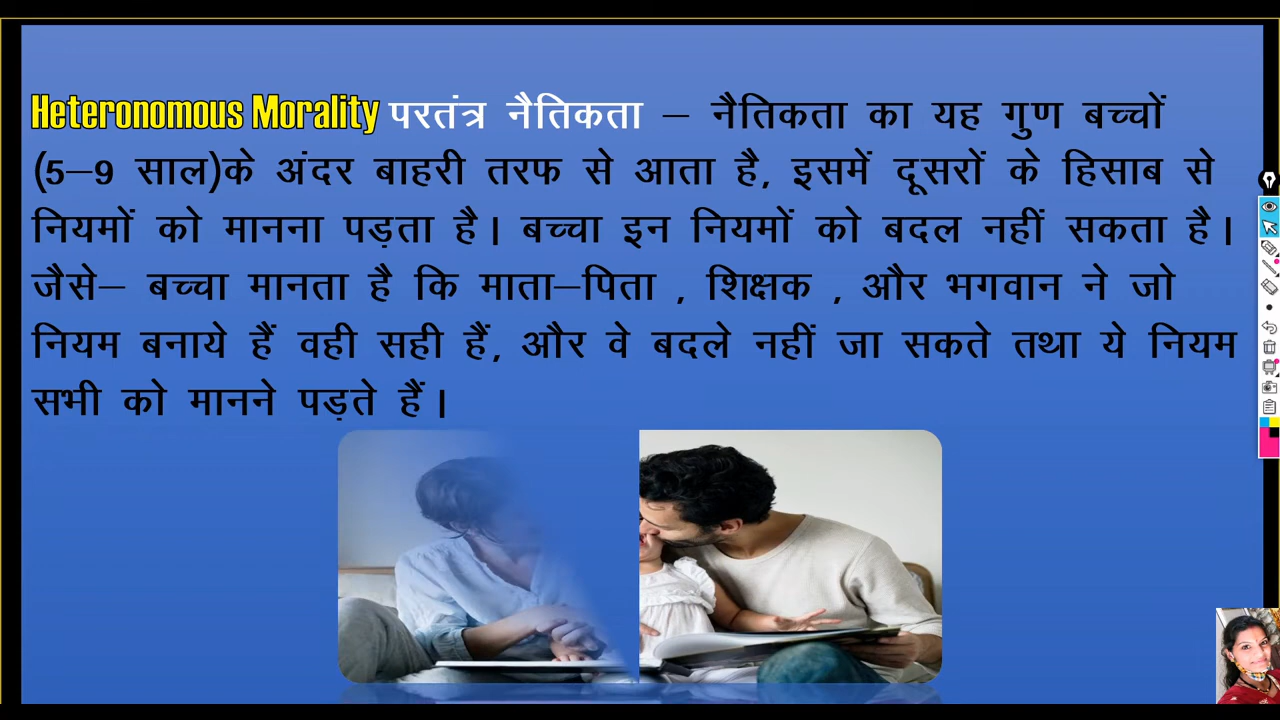 Heteronomous Morality परतंत्र नैतिकता – नैतिकता का यह गुण बच्चों
(5–9 साल)के अंदर बाहरी तरफ से आता है, इसमें दूसरों के हिसाब से
नियमों को मानना पड़ता है। बच्चा इन नियमों को बदल नहीं सकता है।
जैसे– बच्चा मानता है कि माता–पिता , शिक्षक , और भगवान ने जो
नियम बनाये हैं वही सही हैं, और वे बदले नहीं जा सकते तथा ये नियम
सभी को मानने पड़ते हैं।